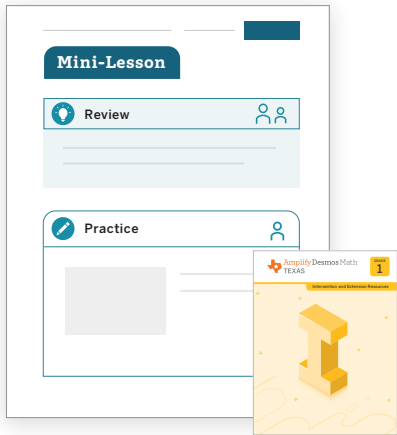 Mini-Lesson
Review
Practice
Amplify Desmos Math
TEXAS
GRADE
1
Intervention and Extension Resources